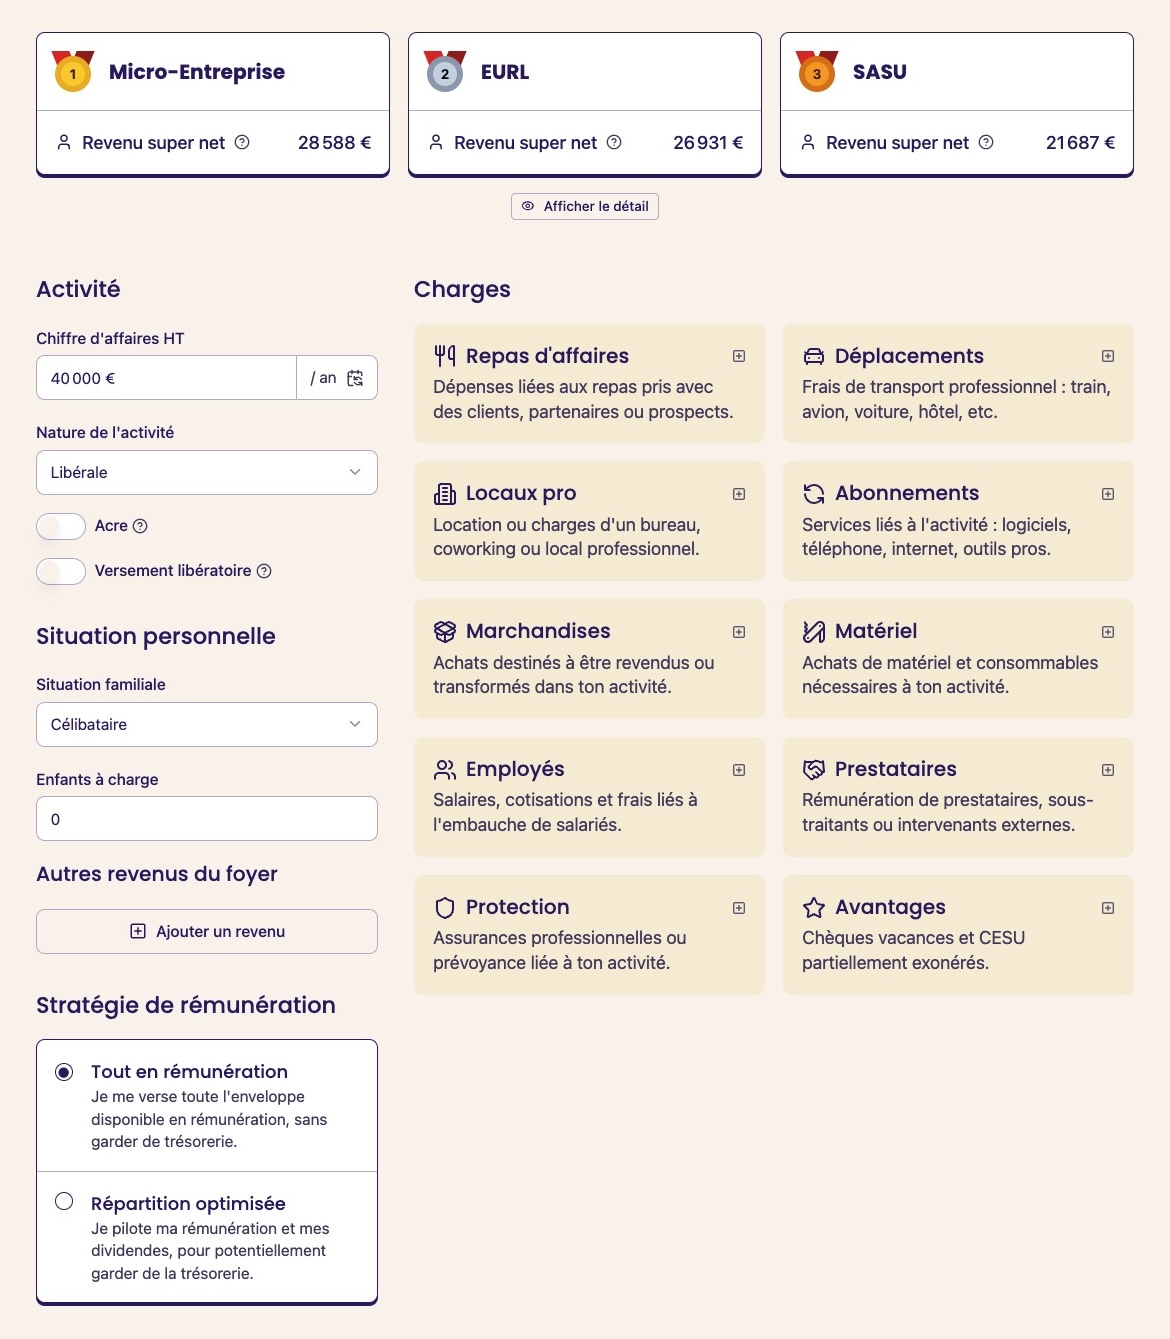 1 Micro-Entreprise
Revenu super net 28 588 €
2 EURL
Revenu super net 26 931 €
3 SASU
Revenu super net 21 687 €
Afficher le détail
Activité
Chiffre d'affaires HT
40 000 € / an
Nature de l'activité
Libérale
Acre
Versement libératoire
Situation personnelle
Situation familiale
Célibataire
Enfants à charge
0
Autres revenus du foyer
Ajouter un revenu
Stratégie de rémunération
Tout en rémunération
Je me verse toute l'enveloppe
disponible en rémunération, sans
garder de trésorerie.
Répartition optimisée
Je pilote ma rémunération et mes
dividendes, pour potentiellement
garder de la trésorerie.
Charges
Repas d'affaires
Dépenses liées aux repas pris avec
des clients, partenaires ou prospects.
Déplacements
Frais de transport professionnel : train,
avion, voiture, hôtel, etc.
Locaux pro
Location ou charges d'un bureau,
coworking ou local professionnel.
Abonnements
Services liés à l'activité : logiciels,
téléphone, internet, outils pros.
Marchandises
Achats destinés à être revendus ou
transformés dans ton activité.
Matériel
Achats de matériel et consommables
nécessaires à ton activité.
Employés
Salaires, cotisations et frais liés à
l'embauche de salariés.
Prestataires
Rémunération de prestataires, sous-
traitants ou intervenants externes.
Protection
Assurances professionnelles ou
prévoyance liée à ton activité.
Avantages
Chèques vacances et CESU
partiellement exonérés.